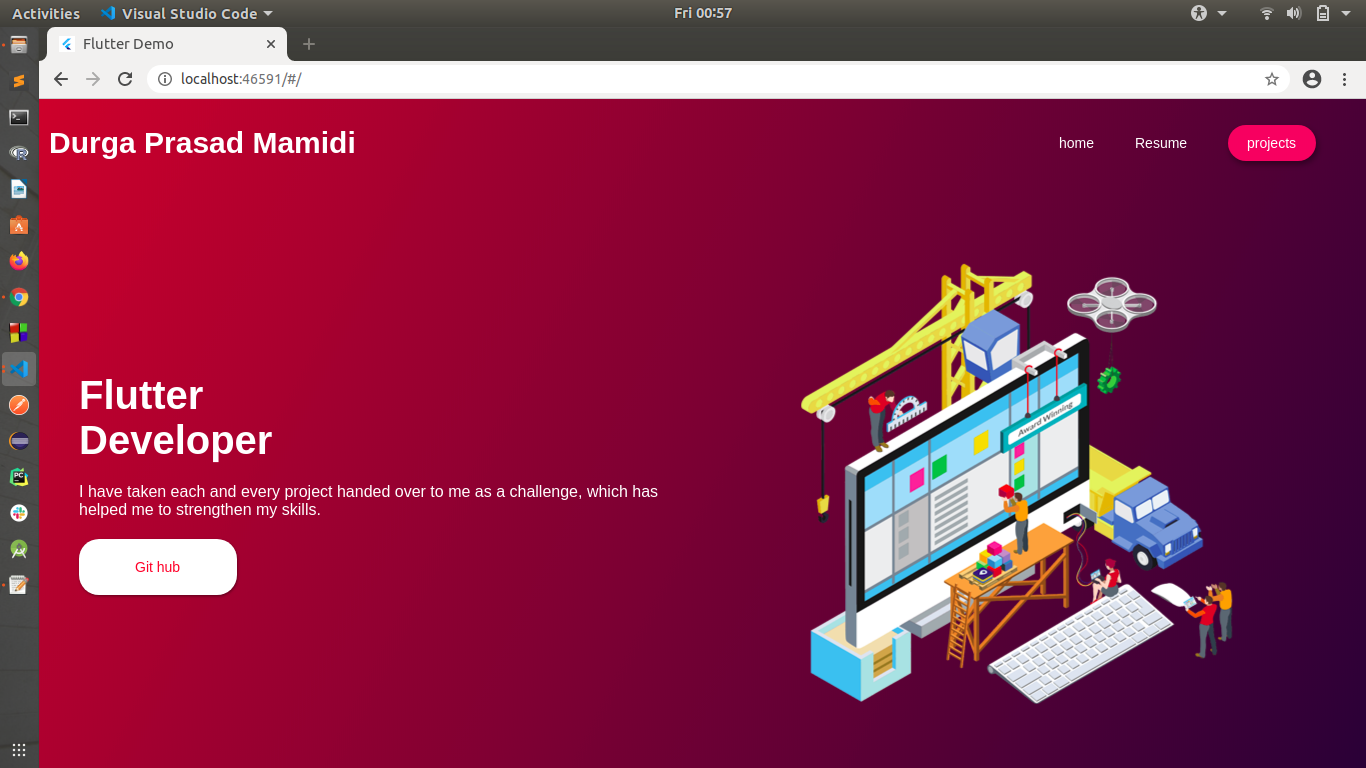 Activities
Visual Studio Code
Fri 00:57
Flutter Demo
localhost:46591/#/
Durga Prasad Mamidi
home
Resume
projects
Award Winning
Flutter
Developer
I have taken each and every project handed over to me as a challenge, which has
helped me to strengthen my skills.
Git hub
PC